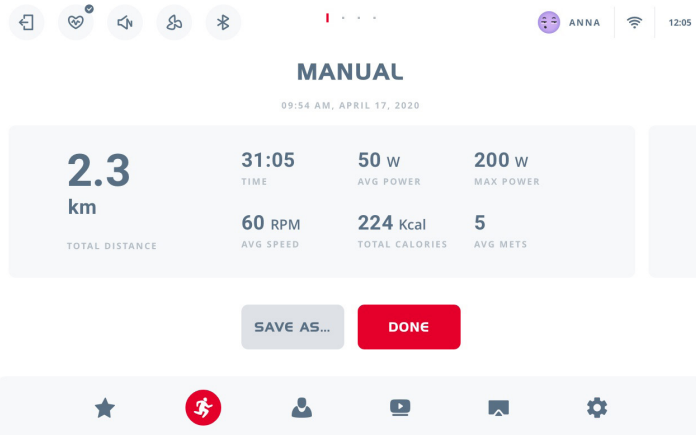 ANNA
12:05
MANUAL
09:54 AM, APRIL 17, 2020
2.3
km
TOTAL DISTANCE
31:05
TIME
50 W
AVG POWER
200 W
MAX POWER
60 RPM
AVG SPEED
224 Kcal
TOTAL CALORIES
5
AVG METS
SAVE AS...
DONE